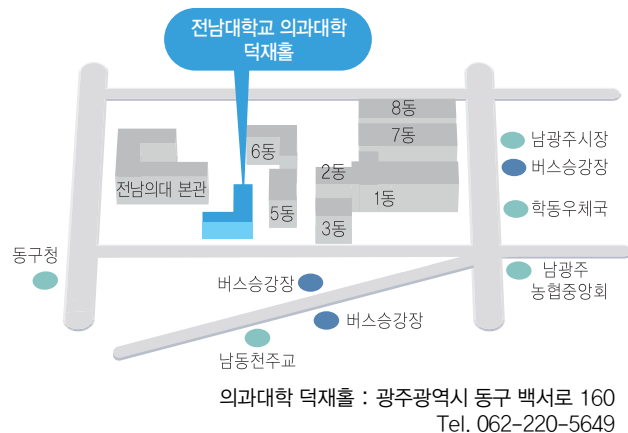 전남대학교 의과대학
덕재홀
8동
7동
6동
2동
전남의대 본관
1동
5동
3동
남광주시장
버스승강장
학동우체국
동구청
남광주
농협중앙회
버스승강장
버스승강장
남동천주교
의과대학 덕재홀 : 광주광역시 동구 백서로 160
Tel. 062-220-5649